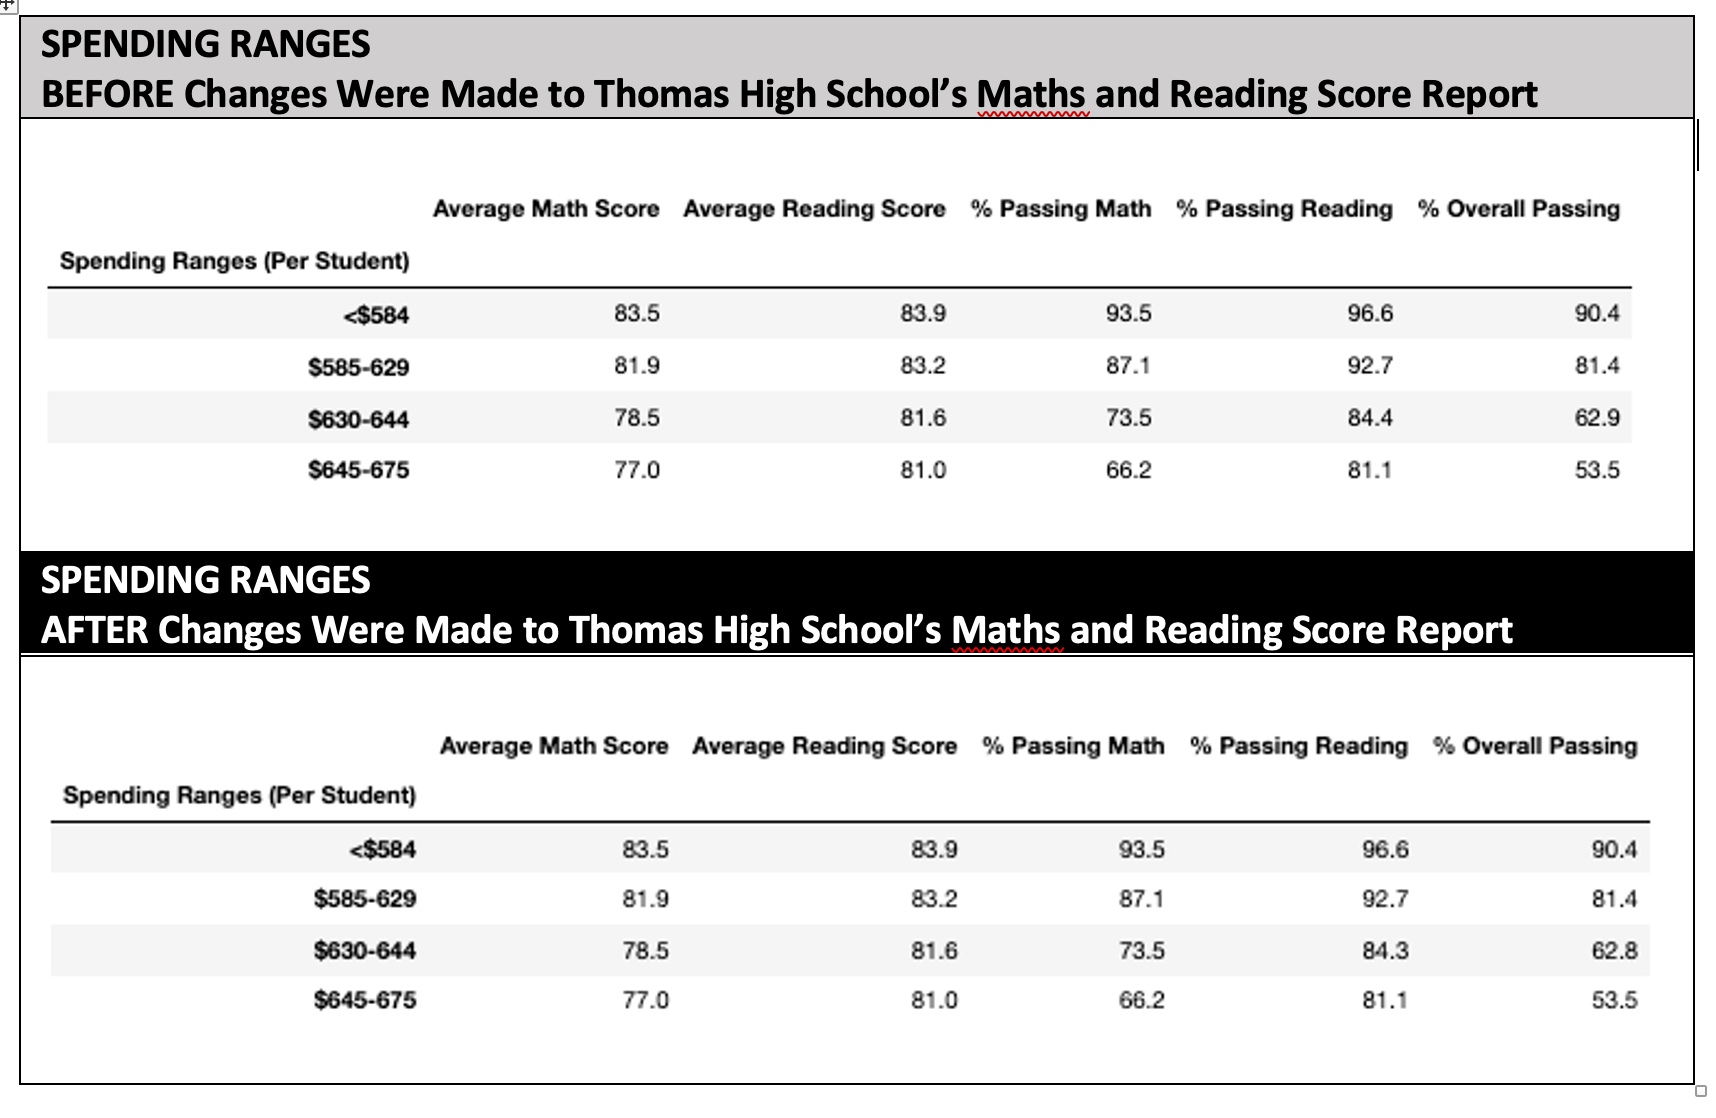 SPENDING RANGES
BEFORE Changes Were Made to Thomas High School’s Maths and Reading Score Report
Average Math Score Average Reading Score % Passing Math % Passing Reading % Overall Passing
Spending Ranges (Per Student)
<$584 83.5 83.9 93.5 96.6 90.4
$585-629 81.9 83.2 87.1 92.7 81.4
$630-644 78.5 81.6 73.5 84.4 62.9
$645-675 77.0 81.0 66.2 81.1 53.5
SPENDING RANGES
AFTER Changes Were Made to Thomas High School’s Maths and Reading Score Report
Average Math Score Average Reading Score % Passing Math % Passing Reading % Overall Passing
Spending Ranges (Per Student)
<$584 83.5 83.9 93.5 96.6 90.4
$585-629 81.9 83.2 87.1 92.7 81.4
$630-644 78.5 81.6 73.5 84.3 62.8
$645-675 77.0 81.0 66.2 81.1 53.5